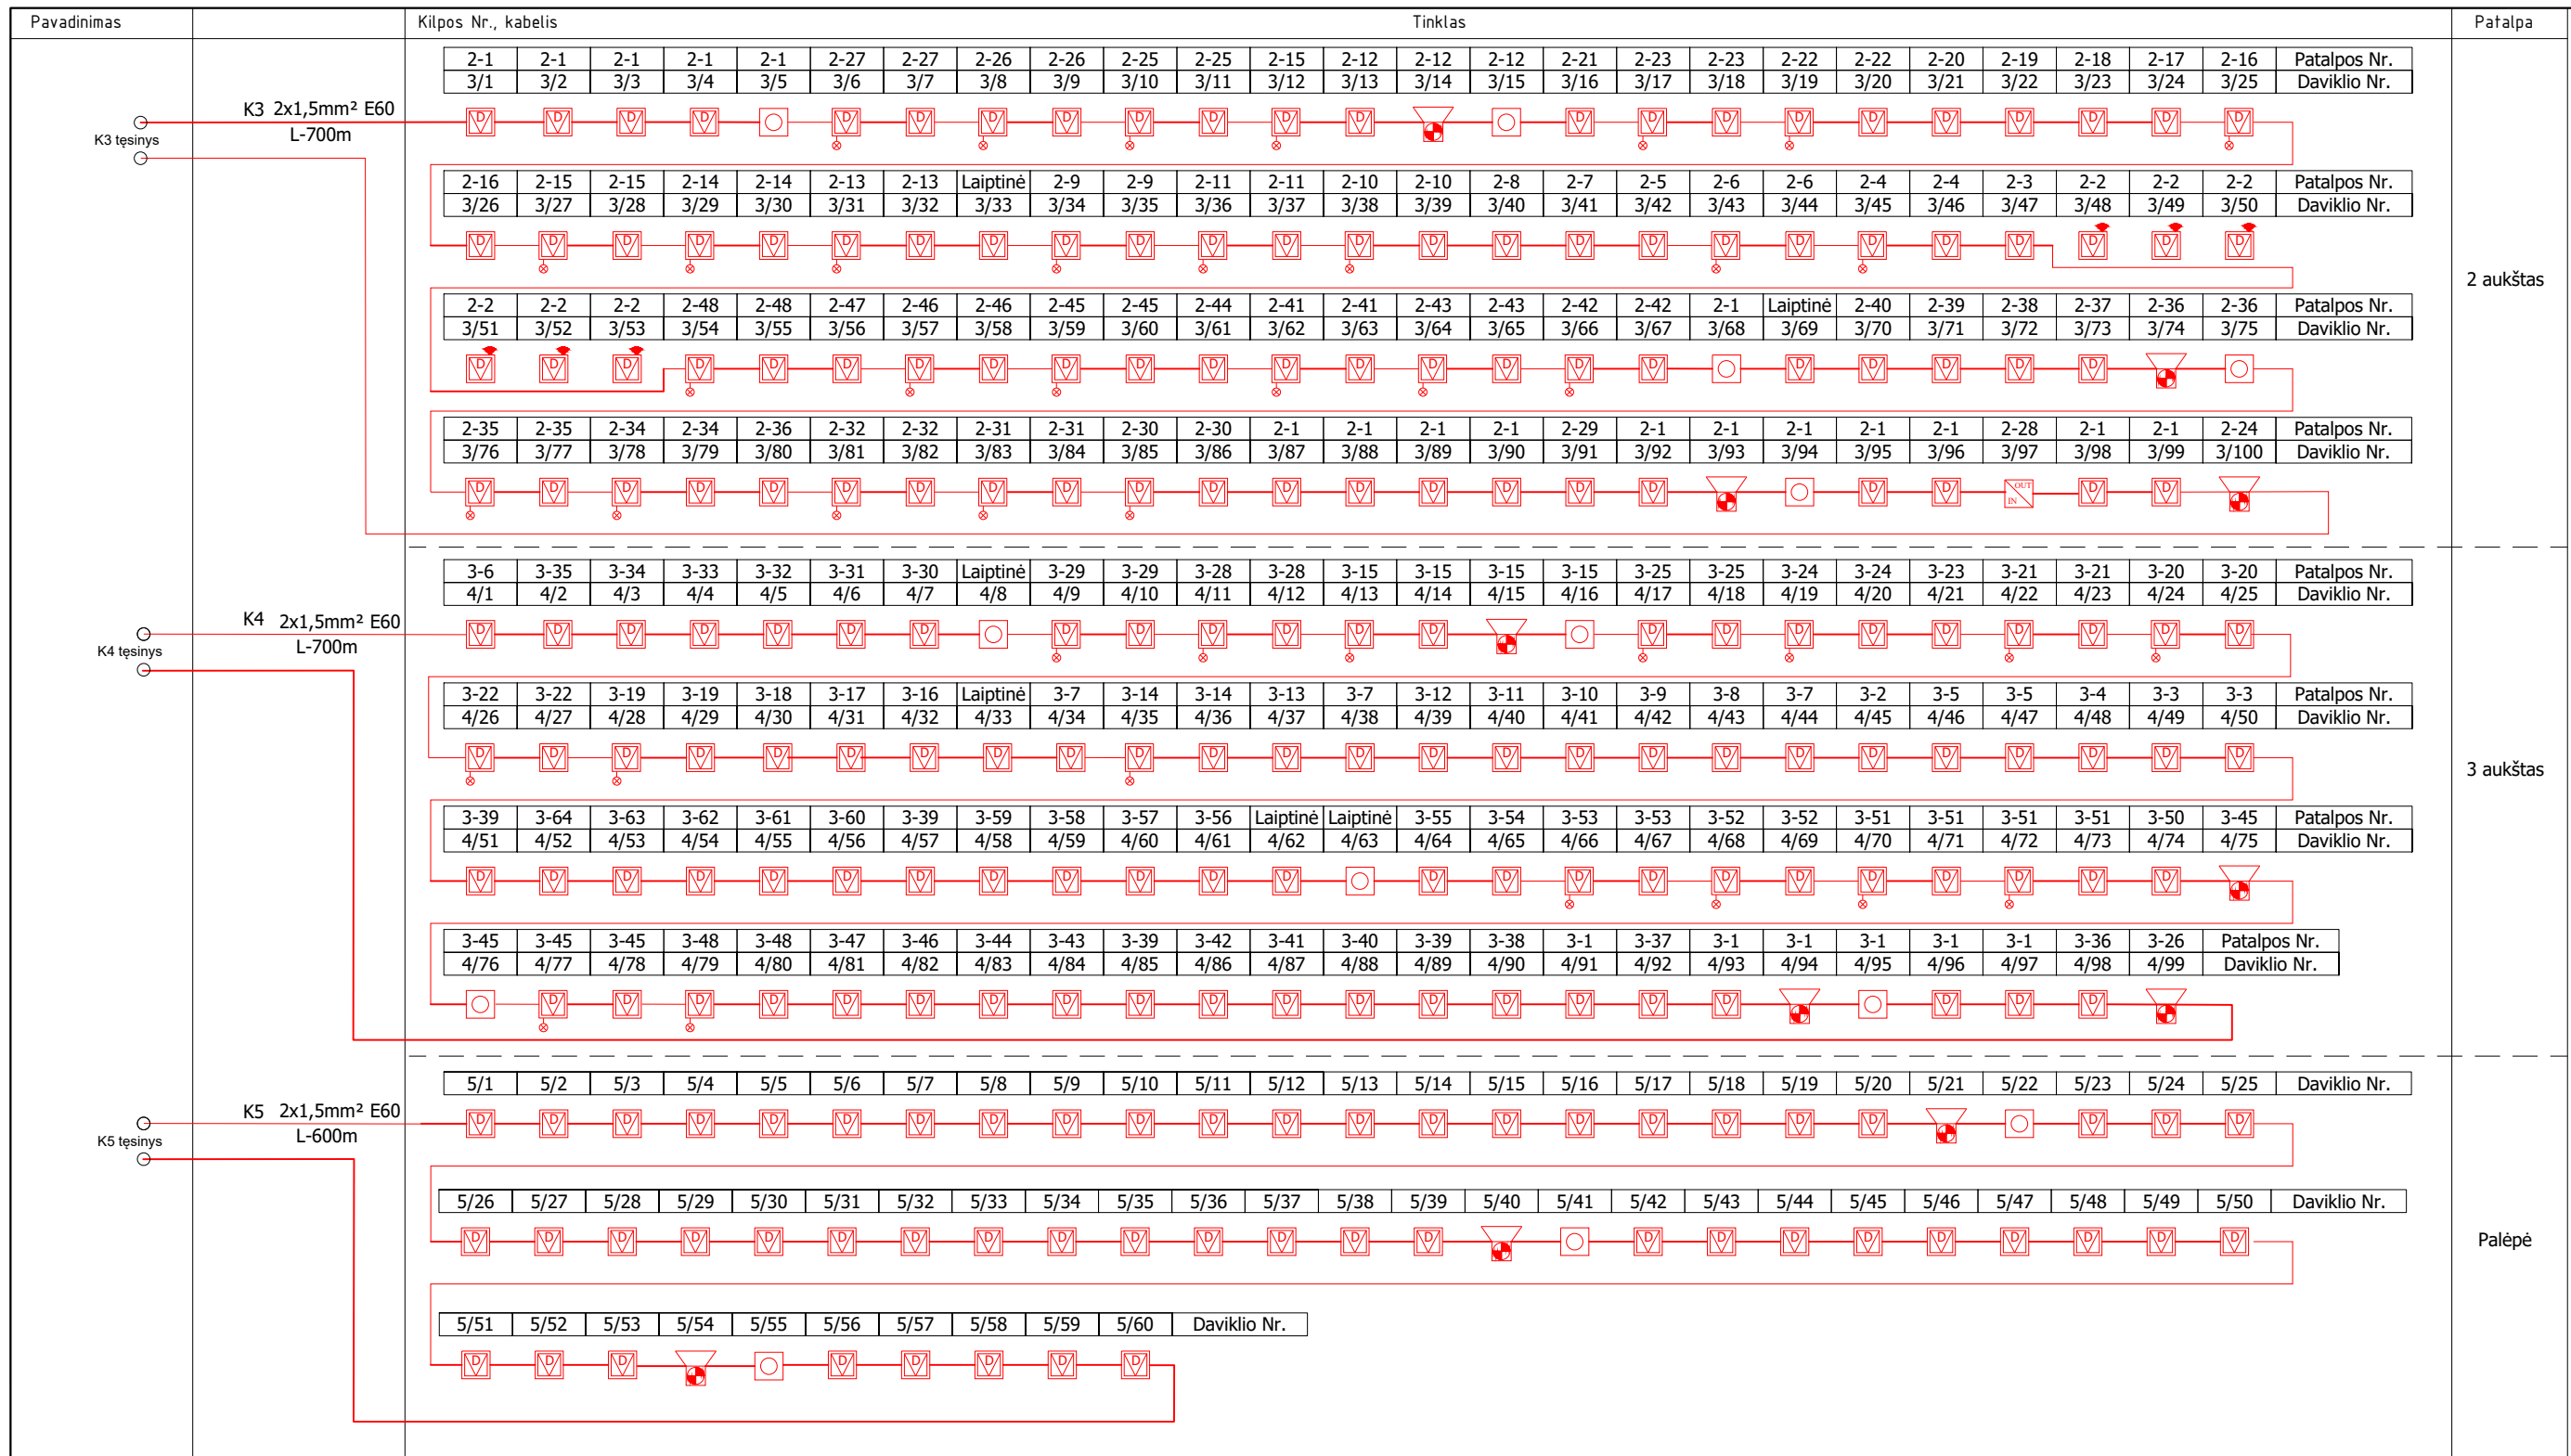 Pavadinimas Kilpos Nr., kabelis Tinklas Patalpa
2-1 2-1 2-1 2-1 2-1 2-27 2-27 2-26 2-26 2-25 2-25 2-15 2-12 2-12 2-12 2-21 2-23 2-23 2-22 2-22 2-20 2-19 2-18 2-17 2-16 Patalpos Nr.
3/1 3/2 3/3 3/4 3/5 3/6 3/7 3/8 3/9 3/10 3/11 3/12 3/13 3/14 3/15 3/16 3/17 3/18 3/19 3/20 3/21 3/22 3/23 3/24 3/25 Daviklio Nr.
K3 2x1,5mm² E60
L-700m
K3 tęsinys
D D D D D D D D D D D D D D D D D D D D D D
2-16 2-15 2-15 2-14 2-14 2-13 2-13 Laiptinė 2-9 2-9 2-11 2-11 2-10 2-10 2-8 2-7 2-5 2-6 2-6 2-4 2-4 2-3 2-2 2-2 2-2 Patalpos Nr.
3/26 3/27 3/28 3/29 3/30 3/31 3/32 3/33 3/34 3/35 3/36 3/37 3/38 3/39 3/40 3/41 3/42 3/43 3/44 3/45 3/46 3/47 3/48 3/49 3/50 Daviklio Nr.
D D D D D D D D D D D D D D D D D D D D D D D D D
2 aukštas
2-2 2-2 2-2 2-48 2-48 2-47 2-46 2-46 2-45 2-45 2-44 2-41 2-41 2-43 2-43 2-42 2-42 2-1 Laiptinė 2-40 2-39 2-38 2-37 2-36 2-36 Patalpos Nr.
3/51 3/52 3/53 3/54 3/55 3/56 3/57 3/58 3/59 3/60 3/61 3/62 3/63 3/64 3/65 3/66 3/67 3/68 3/69 3/70 3/71 3/72 3/73 3/74 3/75 Daviklio Nr.
D D D D D D D D D D D D D D D D D D D D D D
2-35 2-35 2-34 2-34 2-36 2-32 2-32 2-31 2-31 2-30 2-30 2-1 2-1 2-1 2-1 2-29 2-1 2-1 2-1 2-1 2-1 2-28 2-1 2-1 2-24 Patalpos Nr.
3/76 3/77 3/78 3/79 3/80 3/81 3/82 3/83 3/84 3/85 3/86 3/87 3/88 3/89 3/90 3/91 3/92 3/93 3/94 3/95 3/96 3/97 3/98 3/99 3/100 Daviklio Nr.
D D D D D D D D D D D D D D D D D D D OUT IN D D
3-6 3-35 3-34 3-33 3-32 3-31 3-30 Laiptinė 3-29 3-29 3-28 3-28 3-15 3-15 3-15 3-15 3-25 3-25 3-24 3-24 3-23 3-21 3-21 3-20 3-20 Patalpos Nr.
4/1 4/2 4/3 4/4 4/5 4/6 4/7 4/8 4/9 4/10 4/11 4/12 4/13 4/14 4/15 4/16 4/17 4/18 4/19 4/20 4/21 4/22 4/23 4/24 4/25 Daviklio Nr.
K4 2x1,5mm² E60
L-700m
K4 tęsinys
D D D D D D D D D D D D D D D D D D D D D D
3-22 3-22 3-19 3-19 3-18 3-17 3-16 Laiptinė 3-7 3-14 3-14 3-13 3-7 3-12 3-11 3-10 3-9 3-8 3-7 3-2 3-5 3-5 3-4 3-3 3-3 Patalpos Nr.
4/26 4/27 4/28 4/29 4/30 4/31 4/32 4/33 4/34 4/35 4/36 4/37 4/38 4/39 4/40 4/41 4/42 4/43 4/44 4/45 4/46 4/47 4/48 4/49 4/50 Daviklio Nr.
D D D D D D D D D D D D D D D D D D D D D D D D D
3 aukštas
3-39 3-64 3-63 3-62 3-61 3-60 3-39 3-59 3-58 3-57 3-56 Laiptinė Laiptinė 3-55 3-54 3-53 3-53 3-52 3-52 3-51 3-51 3-51 3-51 3-50 3-45 Patalpos Nr.
4/51 4/52 4/53 4/54 4/55 4/56 4/57 4/58 4/59 4/60 4/61 4/62 4/63 4/64 4/65 4/66 4/67 4/68 4/69 4/70 4/71 4/72 4/73 4/74 4/75 Daviklio Nr.
D D D D D D D D D D D D D D D D D D D D D D D
3-45 3-45 3-45 3-48 3-48 3-47 3-46 3-44 3-43 3-39 3-42 3-41 3-40 3-39 3-38 3-1 3-37 3-1 3-1 3-1 3-1 3-1 3-36 3-26 Patalpos Nr.
4/76 4/77 4/78 4/79 4/80 4/81 4/82 4/83 4/84 4/85 4/86 4/87 4/88 4/89 4/90 4/91 4/92 4/93 4/94 4/95 4/96 4/97 4/98 4/99 Daviklio Nr.
D D D D D D D D D D D D D D D D D D D D
5/1 5/2 5/3 5/4 5/5 5/6 5/7 5/8 5/9 5/10 5/11 5/12 5/13 5/14 5/15 5/16 5/17 5/18 5/19 5/20 5/21 5/22 5/23 5/24 5/25 Daviklio Nr.
K5 2x1,5mm² E60
L-600m
K5 tęsinys
D D D D D D D D D D D D D D D D D D D D D D D
5/26 5/27 5/28 5/29 5/30 5/31 5/32 5/33 5/34 5/35 5/36 5/37 5/38 5/39 5/40 5/41 5/42 5/43 5/44 5/45 5/46 5/47 5/48 5/49 5/50 Daviklio Nr.
D D D D D D D D D D D D D D D D D D D D D D D
Palėpė
5/51 5/52 5/53 5/54 5/55 5/56 5/57 5/58 5/59 5/60 Daviklio Nr.
D D D D D D D D